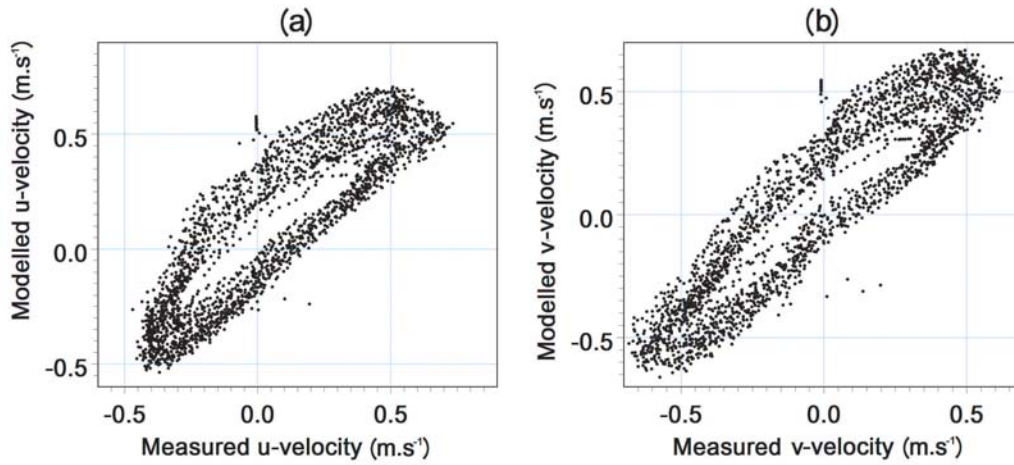 (a)
Modelled u-velocity (m.s⁻¹)
0.5
0.0
-0.5
-0.5 0.0 0.5
Measured u-velocity (m.s⁻¹)
(b)
Modelled v-velocity (m.s⁻¹)
0.5
0.0
-0.5
-0.5 0.0 0.5
Measured v-velocity (m.s⁻¹)